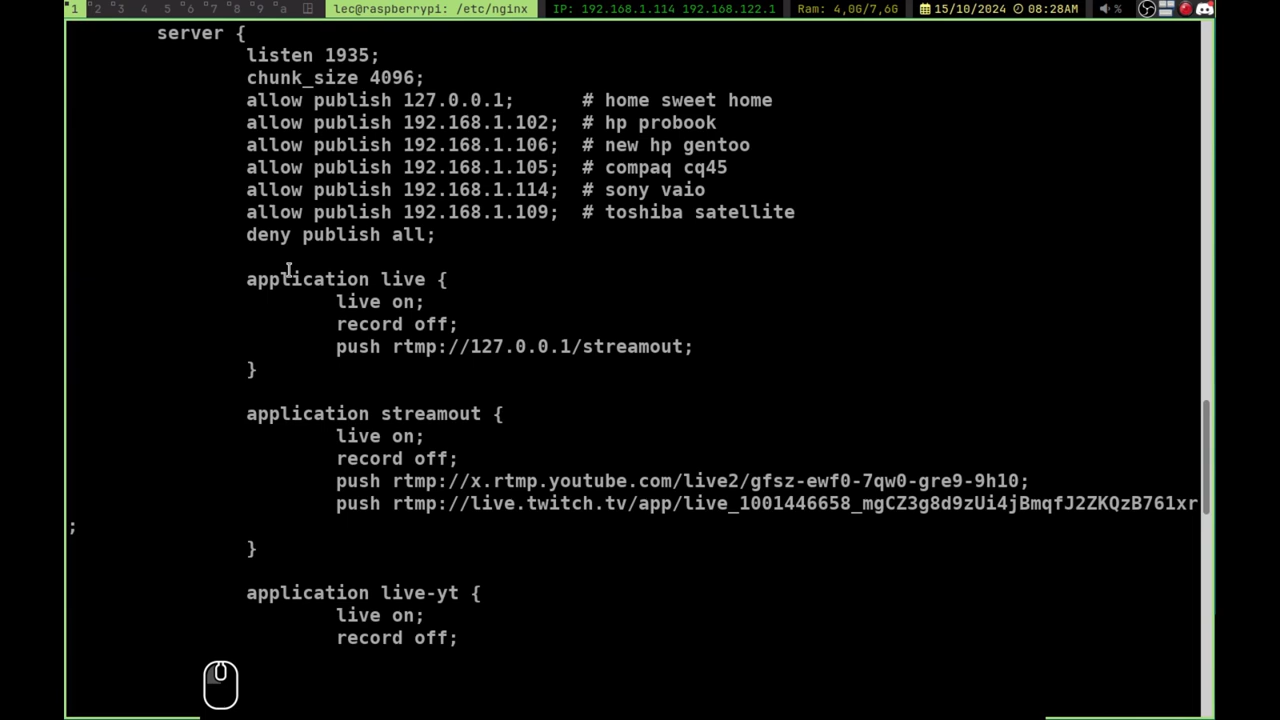 1 2 3 4 5 6 7 8 9 a lec@raspberrypi: /etc/nginx IP: 192.168.1.114 192.168.122.1 Ram: 4,0G/7,6G 15/10/2024 08:28AM %
server {
listen 1935;
chunk_size 4096;
allow publish 127.0.0.1; # home sweet home
allow publish 192.168.1.102; # hp probook
allow publish 192.168.1.106; # new hp gentoo
allow publish 192.168.1.105; # compaq cq45
allow publish 192.168.1.114; # sony vaio
allow publish 192.168.1.109; # toshiba satellite
deny publish all;
application live {
live on;
record off;
push rtmp://127.0.0.1/streamout;
}
application streamout {
live on;
record off;
push rtmp://x.rtmp.youtube.com/live2/gfsz-ewf0-7qw0-gre9-9h10;
push rtmp://live.twitch.tv/app/live_1001446658_mgCZ3g8d9zUi4jBmqfJ2ZKQzB761xr
;
}
application live-yt {
live on;
record off;